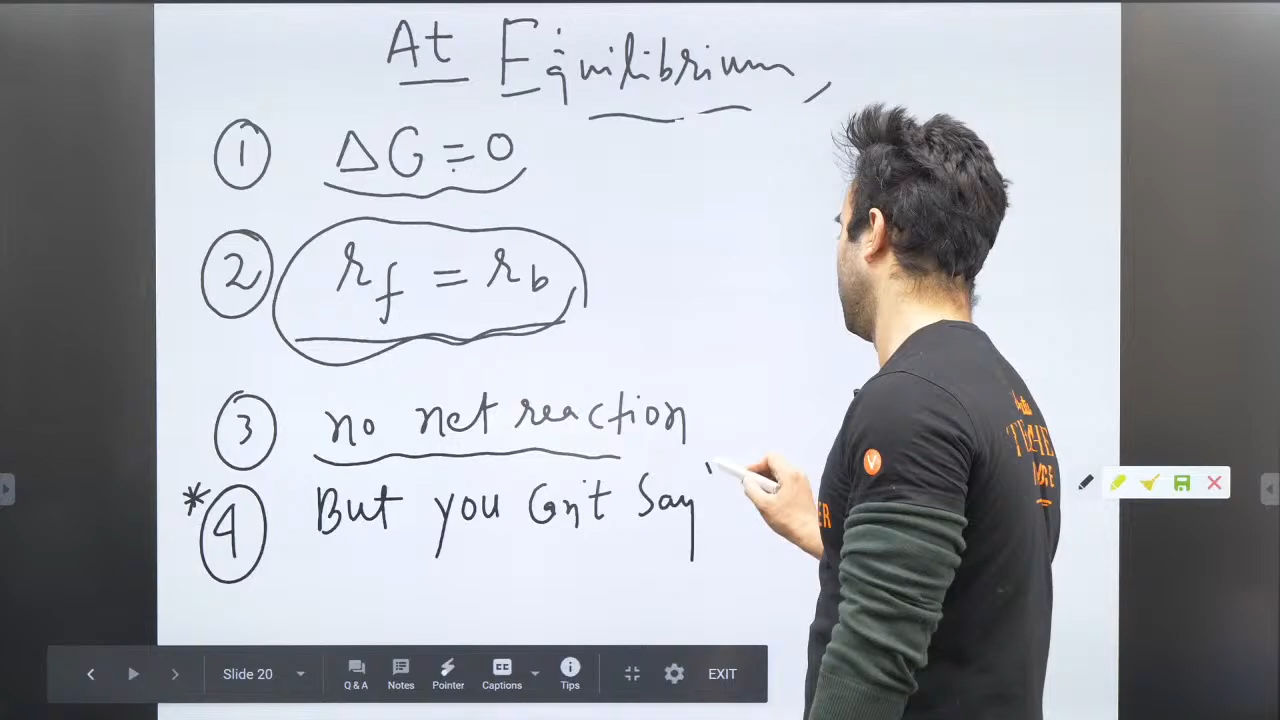 At Equilibrium,
① ΔG = 0
② rf = rb
③ no net reaction
*④ But you Can't Say '
V
Slide 20
Q & A
Notes
Pointer
CC
Captions
Tips
EXIT